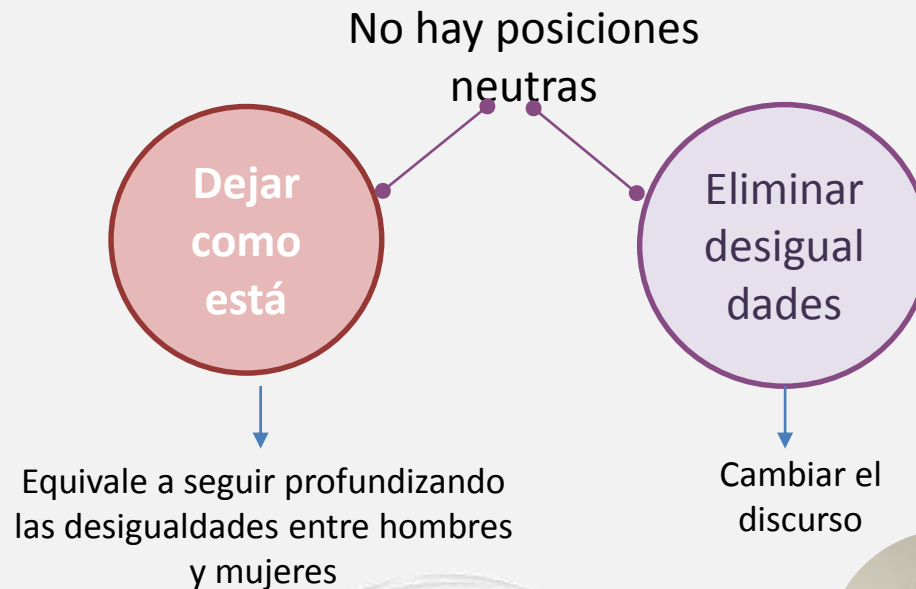 No hay posiciones
neutras
Dejar
como
está
Eliminar
desigual
dades
Equivale a seguir profundizando
las desigualdades entre hombres
y mujeres
Cambiar el
discurso